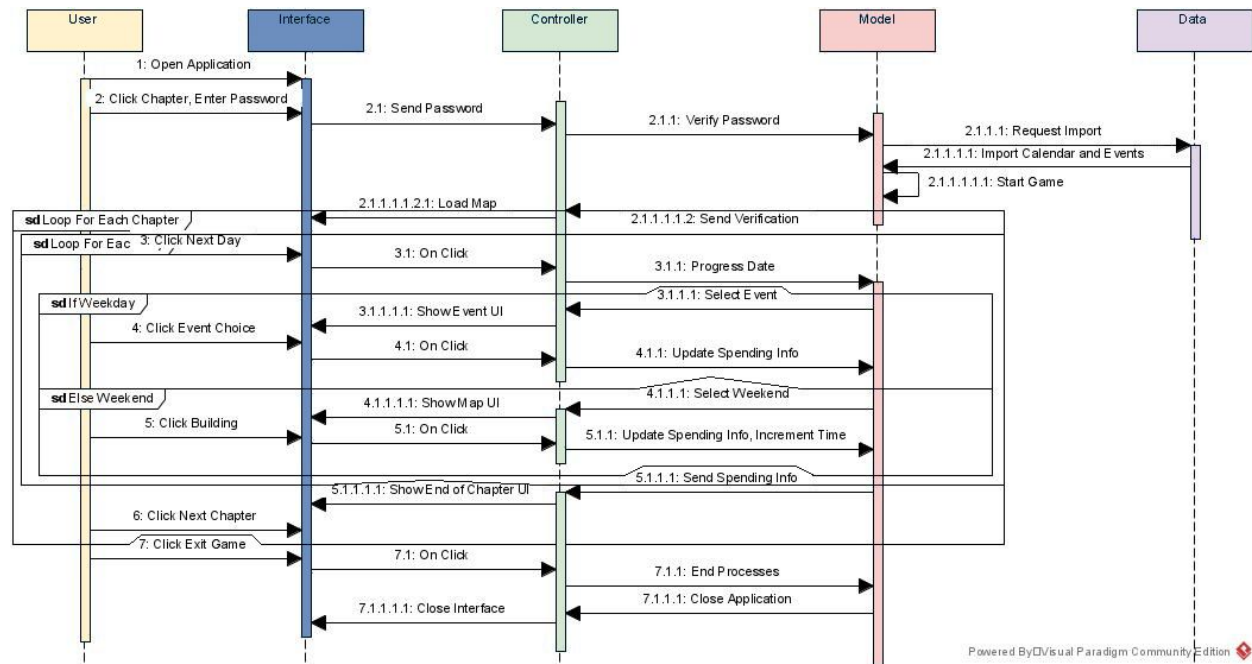 User Interface Controller Model Data
1: Open Application
2: Click Chapter, Enter Password
2.1: Send Password
2.1.1: Verify Password
2.1.1.1: Request Import
2.1.1.1.1: Import Calendar and Events
2.1.1.1.1.1: Start Game
2.1.1.1.1.2.1: Load Map
2.1.1.1.1.2: Send Verification
sd Loop For Each Chapter
sd Loop For Eac
3: Click Next Day
3.1: On Click
3.1.1: Progress Date
3.1.1.1: Select Event
sd If Weekday
3.1.1.1.1: Show Event UI
4: Click Event Choice
4.1: On Click
4.1.1: Update Spending Info
sd Else Weekend
4.1.1.1: Select Weekend
4.1.1.1.1: Show Map UI
5: Click Building
5.1: On Click
5.1.1: Update Spending Info, Increment Time
5.1.1.1: Send Spending Info
5.1.1.1.1: Show End of Chapter UI
6: Click Next Chapter
7: Click Exit Game
7.1: On Click
7.1.1: End Processes
7.1.1.1: Close Application
7.1.1.1.1: Close Interface
Powered By Visual Paradigm Community Edition